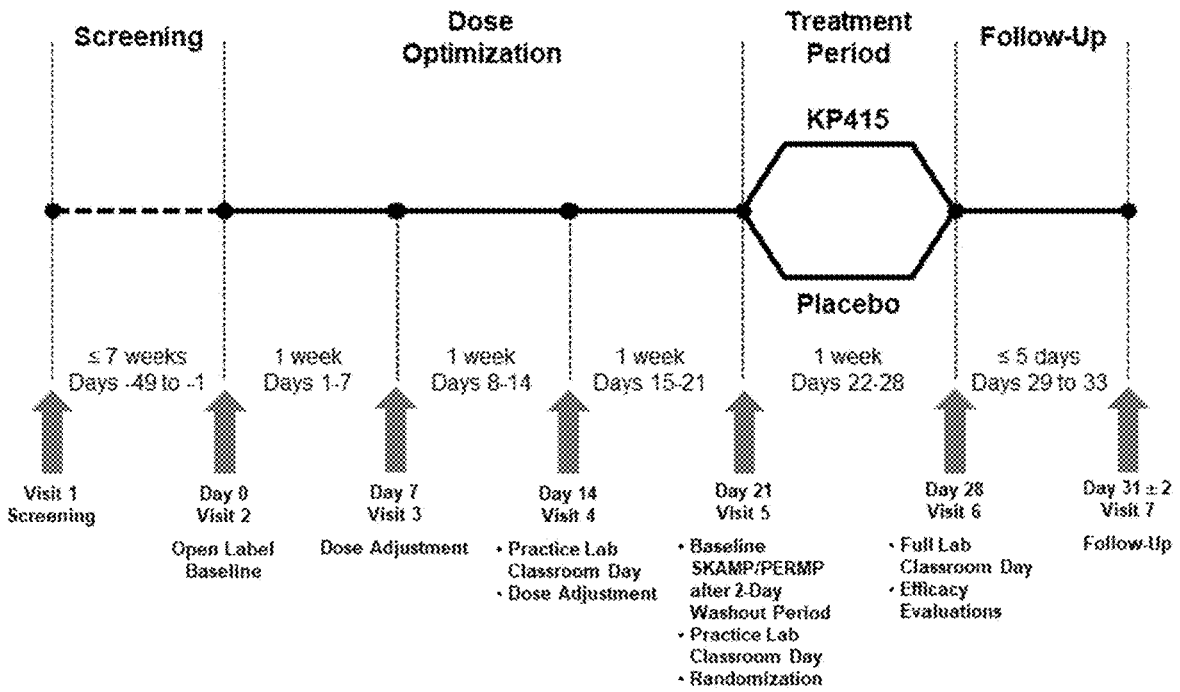 Screening
Dose
Optimization
Treatment
Period
Follow-Up
KP415
Placebo
≤ 7 weeks
Days -49 to -1
1 week
Days 1-7
1 week
Days 8-14
1 week
Days 15-21
1 week
Days 22-28
≤ 5 days
Days 29 to 33
Visit 1
Screening
Day 0
Visit 2
Open Label
Baseline
Day 7
Visit 3
Dose Adjustment
Day 14
Visit 4
• Practice Lab
Classroom Day
• Dose Adjustment
Day 21
Visit 5
• Baseline
SKAMP/PERMP
after 2-Day
Washout Period
• Practice Lab
Classroom Day
• Randomization
Day 28
Visit 6
• Full Lab
Classroom Day
• Efficacy
Evaluations
Day 31 ± 2
Visit 7
Follow-Up